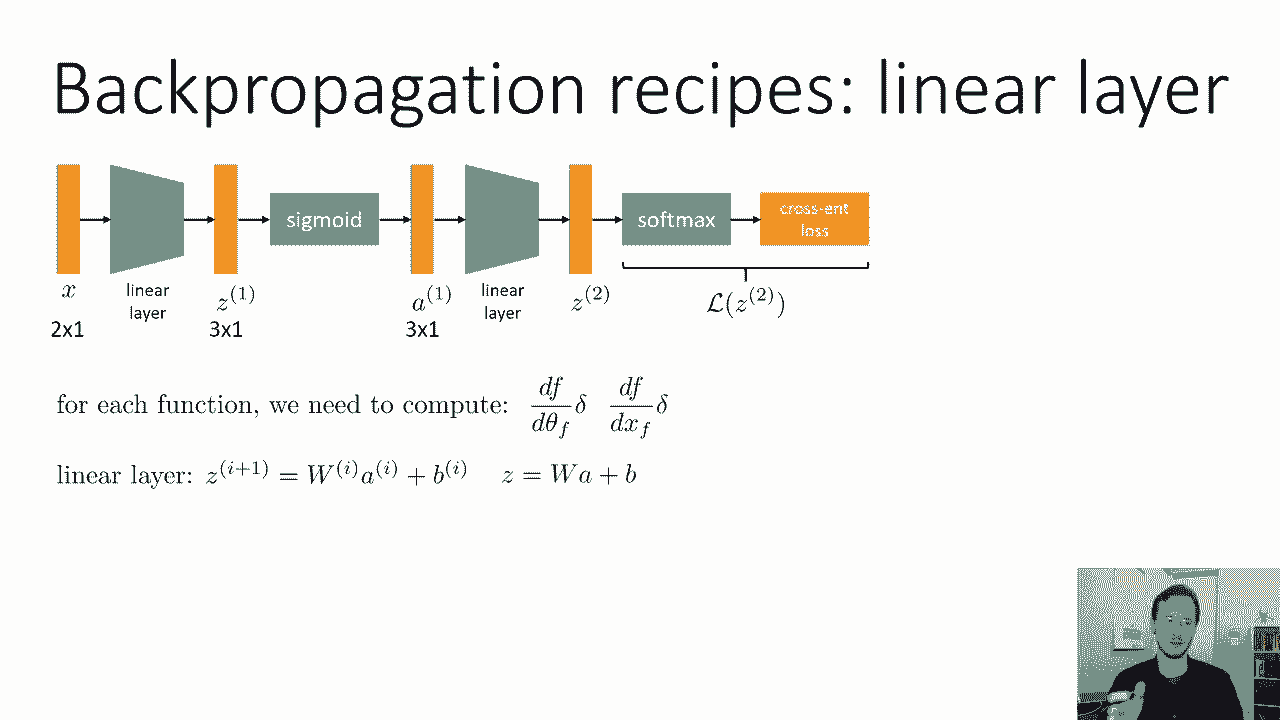 Backpropagation recipes: linear layer
sigmoid
softmax
cross-ent
loss
x
linear
layer
z^{(1)}
a^{(1)}
linear
layer
z^{(2)}
\mathcal{L}(z^{(2)})
2x1
3x1
3x1
for each function, we need to compute: \frac{df}{d\theta_f}\delta \frac{df}{dx_f}\delta
linear layer: z^{(i+1)} = W^{(i)}a^{(i)} + b^{(i)} z = Wa + b